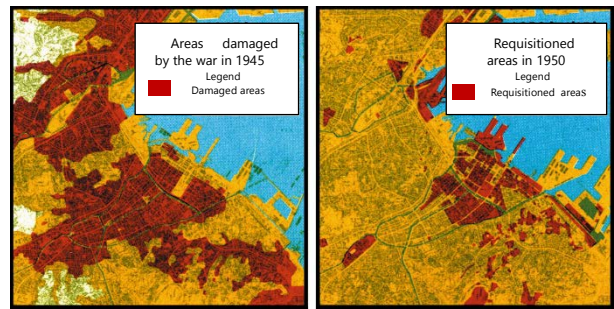 Areas damaged
by the war in 1945
Legend
Damaged areas
Requisitioned
areas in 1950
Legend
Requisitioned areas